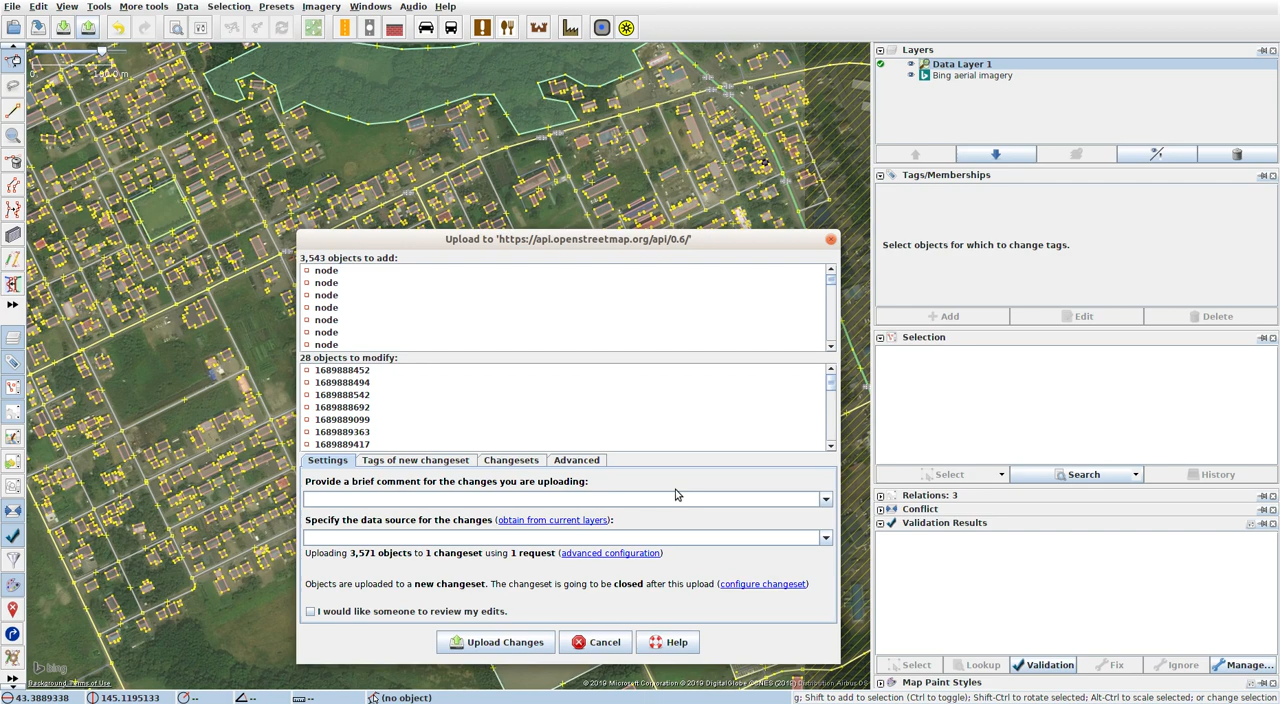 File Edit View Tools More tools Data Selection Presets Imagery Windows Audio Help
Layers
Data Layer 1
Bing aerial imagery
Tags/Memberships
Select objects for which to change tags.
Add Edit Delete
Selection
Select Search History
Relations: 3
Conflict
Validation Results
Select Lookup Validation Fix Ignore Manage...
Map Paint Styles
Upload to 'https://api.openstreetmap.org/api/0.6/'
3,543 objects to add:
node
node
node
node
node
node
node
28 objects to modify:
1689888452
1689888494
1689888542
1689888692
1689889099
1689889363
1689889417
Settings Tags of new changeset Changesets Advanced
Provide a brief comment for the changes you are uploading:
Specify the data source for the changes (obtain from current layers):
Uploading 3,571 objects to 1 changeset using 1 request (advanced configuration)
Objects are uploaded to a new changeset. The changeset is going to be closed after this upload (configure changeset)
I would like someone to review my edits.
Upload Changes Cancel Help
bing
Background Terms of Use
43.3889338 145.1195133 -- -- -- (no object)
g; Shift to add to selection (Ctrl to toggle); Shift-Ctrl to rotate selected; Alt-Ctrl to scale selected; or change selection